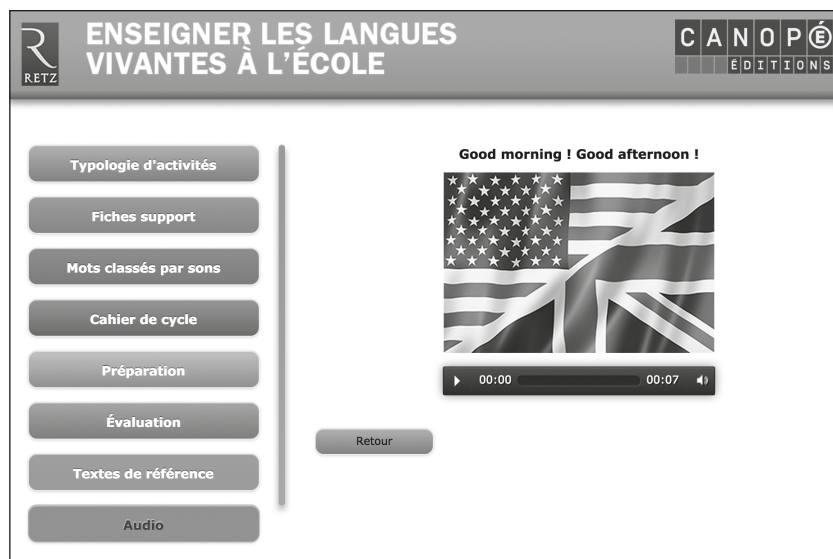 RETZ
ENSEIGNER LES LANGUES
VIVANTES À L'ÉCOLE
CANOPÉ
ÉDITIONS
Typologie d'activités
Fiches support
Mots classés par sons
Cahier de cycle
Préparation
Évaluation
Textes de référence
Audio
Good morning ! Good afternoon !
00:00
00:07
Retour